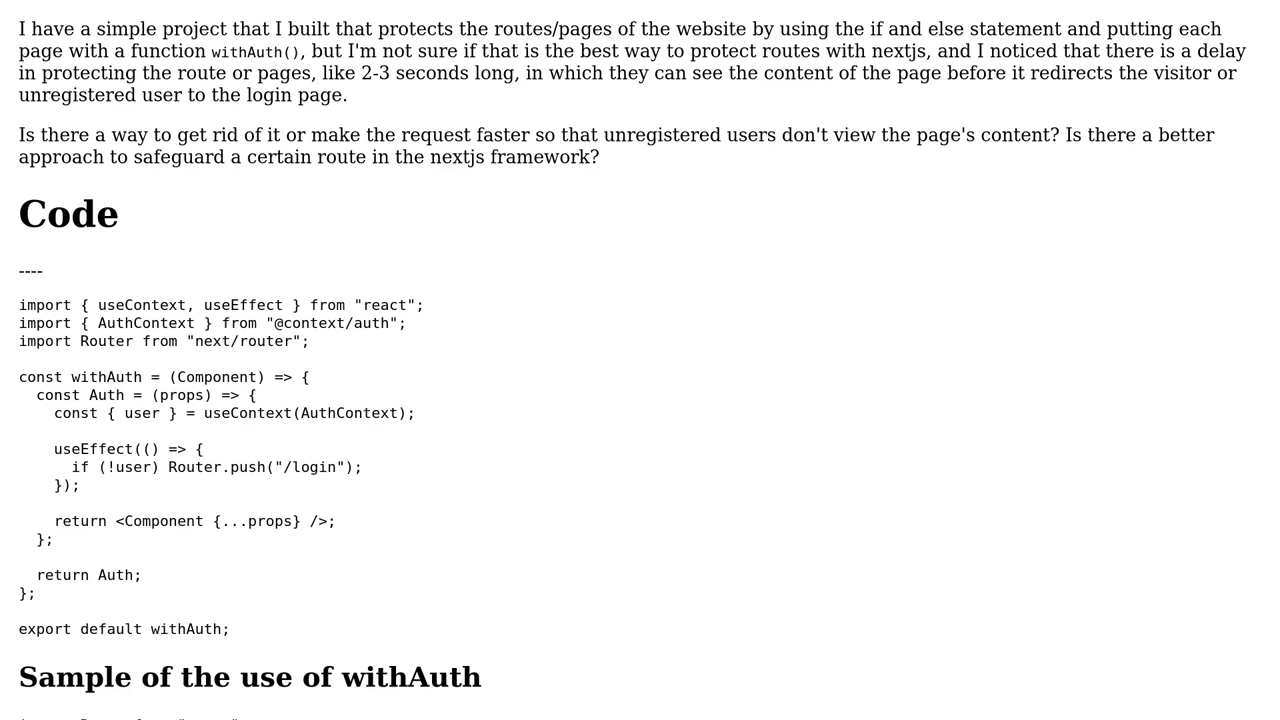 I have a simple project that I built that protects the routes/pages of the website by using the if and else statement and putting each
page with a function withAuth(), but I'm not sure if that is the best way to protect routes with nextjs, and I noticed that there is a delay
in protecting the route or pages, like 2-3 seconds long, in which they can see the content of the page before it redirects the visitor or
unregistered user to the login page.
Is there a way to get rid of it or make the request faster so that unregistered users don't view the page's content? Is there a better
approach to safeguard a certain route in the nextjs framework?
Code
----
import { useContext, useEffect } from "react";
import { AuthContext } from "@context/auth";
import Router from "next/router";
const withAuth = (Component) => {
const Auth = (props) => {
const { user } = useContext(AuthContext);
useEffect(() => {
if (!user) Router.push("/login");
});
return <Component {...props} />;
};
return Auth;
};
export default withAuth;
Sample of the use of withAuth